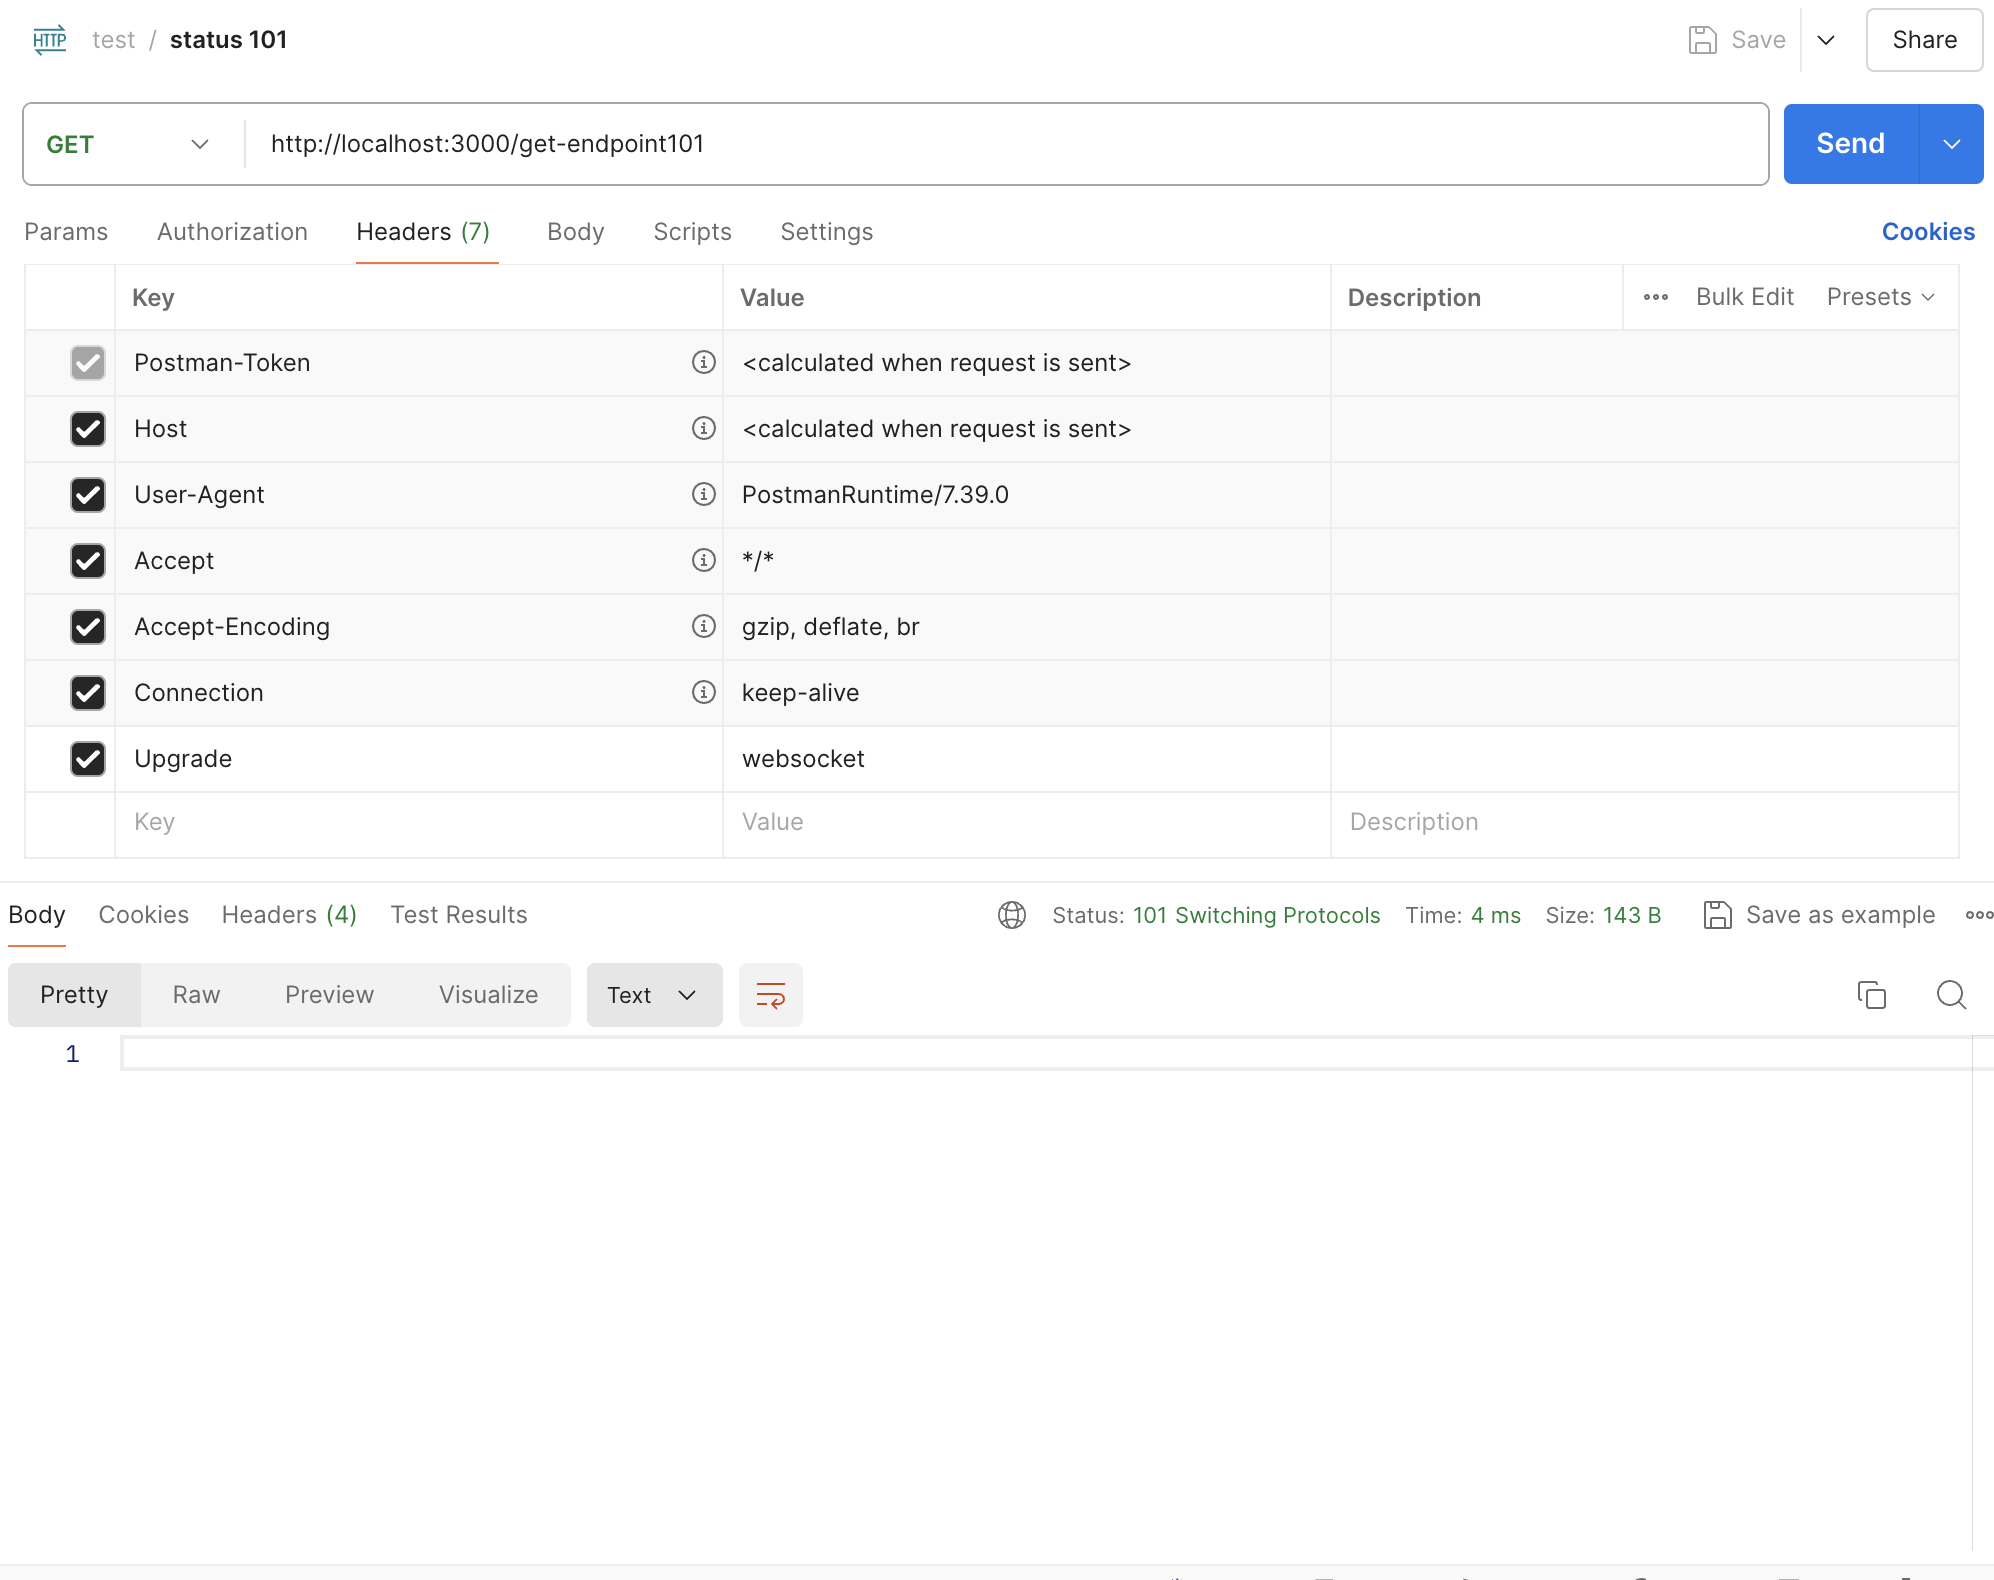 HTTP test / status 101 Save Share
GET http://localhost:3000/get-endpoint101 Send
Params Authorization Headers (7) Body Scripts Settings Cookies
Key Value Description Bulk Edit Presets
Postman-Token <calculated when request is sent>
Host <calculated when request is sent>
User-Agent PostmanRuntime/7.39.0
Accept */*
Accept-Encoding gzip, deflate, br
Connection keep-alive
Upgrade websocket
Key Value Description
Body Cookies Headers (4) Test Results Status: 101 Switching Protocols Time: 4 ms Size: 143 B Save as example
Pretty Raw Preview Visualize Text
1